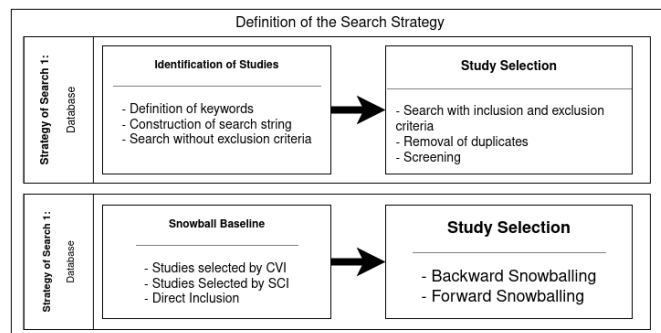 Definition of the Search Strategy
Strategy of Search 1:
Database
Identification of Studies
- Definition of keywords
- Construction of search string
- Search without exclusion criteria
Study Selection
- Search with inclusion and exclusion
criteria
- Removal of duplicates
- Screening
Strategy of Search 1:
Database
Snowball Baseline
- Studies selected by CVI
- Studies Selected by SCI
- Direct Inclusion
Study Selection
- Backward Snowballing
- Forward Snowballing